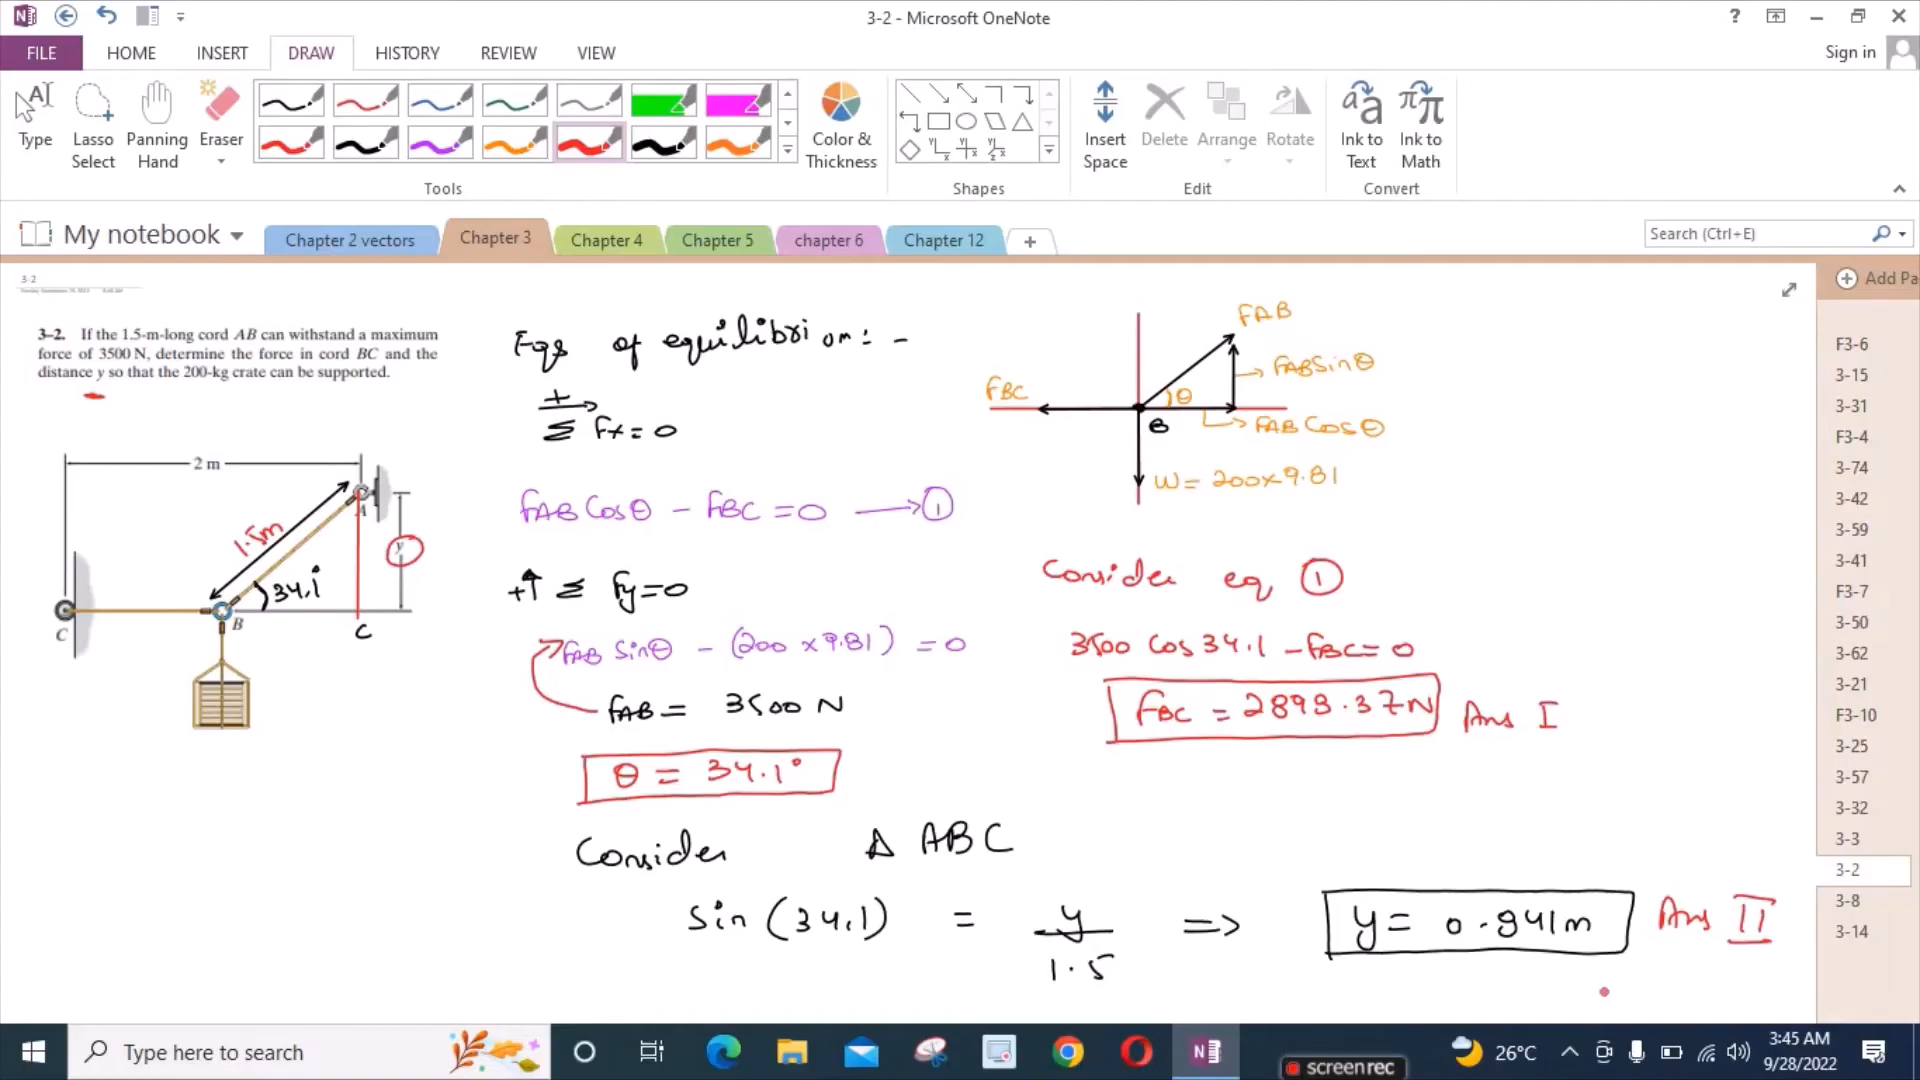 3-2 - Microsoft OneNote
?
FILE
HOME
INSERT
DRAW
HISTORY
REVIEW
VIEW
Sign in
Type
Lasso Select
Panning Hand
Eraser
Color & Thickness
Insert Space
Delete
Arrange
Rotate
Ink to Text
Ink to Math
Tools
Shapes
Edit
Convert
My notebook
Chapter 2 vectors
Chapter 3
Chapter 4
Chapter 5
chapter 6
Chapter 12
Search (Ctrl+E)
3-2
3-2. If the 1.5-m-long cord AB can withstand a maximum
force of 3500 N, determine the force in cord BC and the
distance y so that the 200-kg crate can be supported.
2 m
A
1.5m
y
34.1
C
B
C
Eqs of equilibriom: -
+
Σ Fx = 0
FAB Cosθ - FBC = 0 → 1
+↑ Σ Fy=0
FAB Sinθ - (200 x 9.81) = 0
FAB = 3500 N
θ = 34.1°
Consider Δ ABC
Sin (34.1) = y / 1.5 => y = 0.841m Ans II
FAB
FAB Sinθ
FBC
θ
B
FAB Cosθ
W = 200x9.81
Consider eq 1
3500 Cos 34.1 - FBC = 0
FBC = 2898.37N Ans I
Add Pa
F3-6
3-15
3-31
F3-4
3-74
3-42
3-59
3-41
F3-7
3-50
3-62
3-21
F3-10
3-25
3-57
3-32
3-3
3-2
3-8
3-14
Type here to search
screenrec
26°C
3:45 AM
9/28/2022